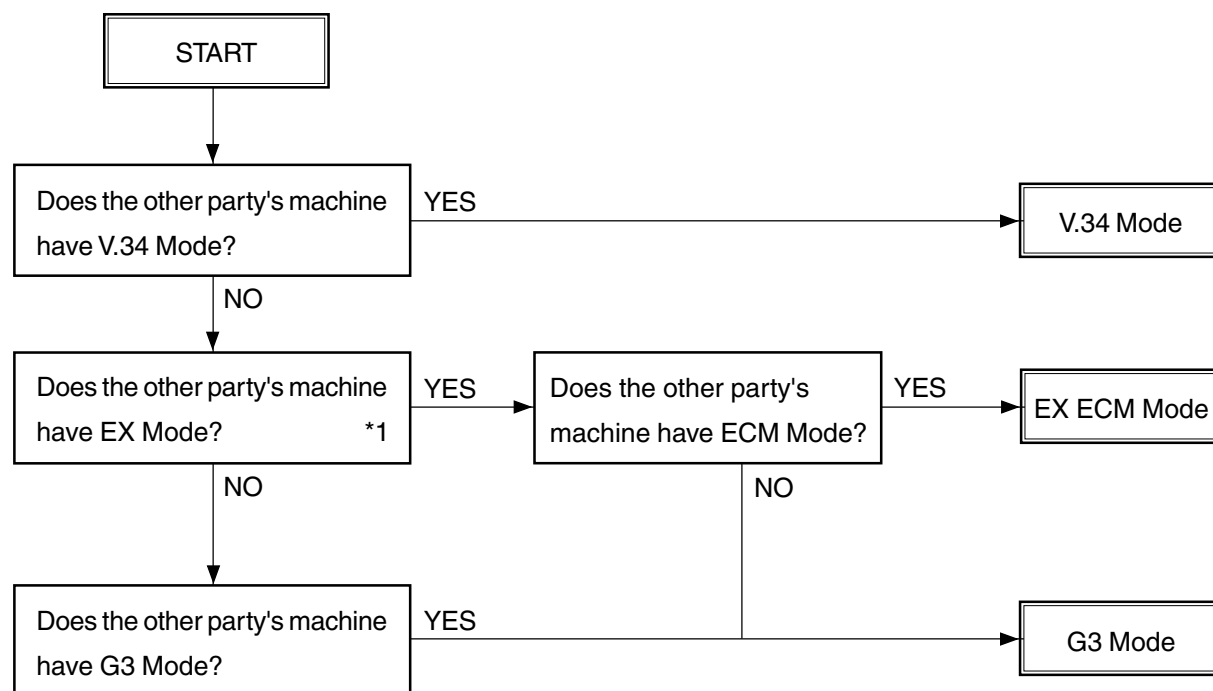 START
Does the other party's machine
have V.34 Mode?
YES
V.34 Mode
NO
Does the other party's machine
have EX Mode? *1
YES
Does the other party's
machine have ECM Mode?
YES
EX ECM Mode
NO
NO
Does the other party's machine
have G3 Mode?
YES
G3 Mode